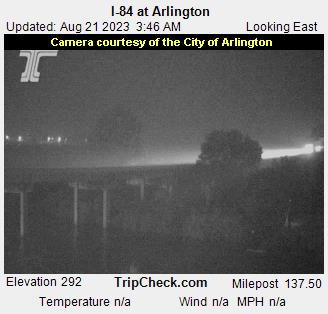 I-84 at Arlington
Updated: Aug 21 2023 3:46 AM Looking East
Camera courtesy of the City of Arlington
Elevation 292 TripCheck.com Milepost 137.50
Temperature n/a Wind n/a MPH n/a